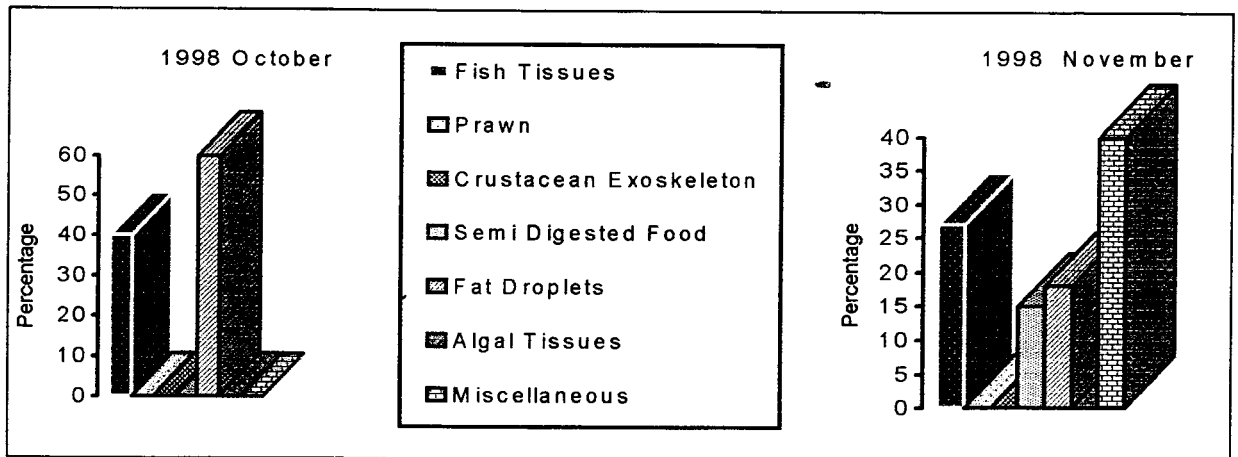 1998 October
Percentage
60
50
40
30
20
10
0
Fish Tissues
Prawn
Crustacean Exoskeleton
Semi Digested Food
Fat Droplets
Algal Tissues
Miscellaneous
1998 November
Percentage
40
35
30
25
20
15
10
5
0